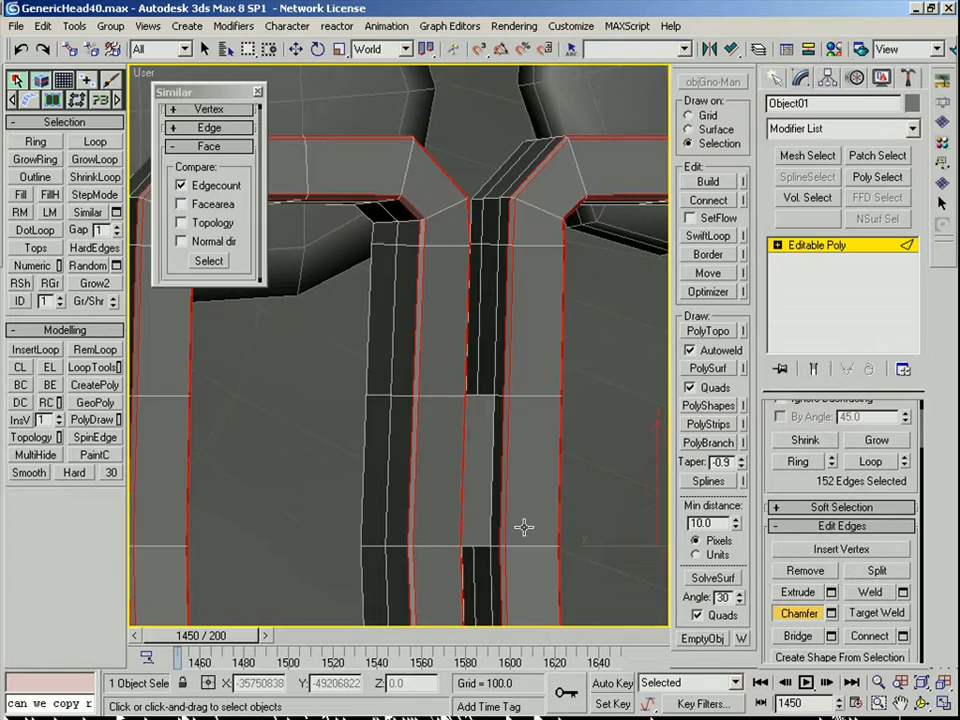 GenericHead40.max - Autodesk 3ds Max 8 SP1 - Network License
File Edit Tools Group Views Create Modifiers Character reactor Animation Graph Editors Rendering Customize MAXScript Help
All World View
User
Similar
+ Vertex
+ Edge
- Face
Compare:
Edgecount
Facearea
Topology
Normal dir
Select
- Selection
Ring Loop
GrowRing GrowLoop
Outline ShrinkLoop
Fill FillH StepMode
RM LM Similar
DotLoop Gap 1
Tops HardEdges
Numeric Random
RSh RGr Grow2
ID 1 Gr/Shr
- Modelling
InsertLoop RemLoop
CL EL LoopTools
BC BE CreatePoly
DC RC GeoPoly
InsV 1 PolyDraw
Topology SpinEdge
MultiHide PaintC
Smooth Hard 30
objGno-Man
Draw on:
Grid
Surface
Selection
Edit:
Build
Connect
SetFlow
SwiftLoop
Border
Move
Optimizer
Draw:
PolyTopo
Autoweld
PolySurf
Quads
PolyShapes
PolyStrips
PolyBranch
Taper: -0.9
Splines
Min distance:
10.0
Pixels
Units
SolveSurf
Angle: 30
Quads
EmptyObj W
Object01
Modifier List
Mesh Select Patch Select
SplineSelect Poly Select
Vol. Select FFD Select
NSurf Sel
Editable Poly
By Angle: 45.0
Shrink Grow
Ring Loop
152 Edges Selected
+ Soft Selection
- Edit Edges
Insert Vertex
Remove Split
Extrude Weld
Chamfer Target Weld
Bridge Connect
Create Shape From Selection
1450 / 200
1460 1480 1500 1520 1540 1560 1580 1600 1620 1640
1 Object Sele X: -35750838 Y: -49206822 Z: 0.0 Grid = 100.0
Auto Key Selected
can we copy r Click or click-and-drag to select objects Add Time Tag
Set Key Key Filters... 1450